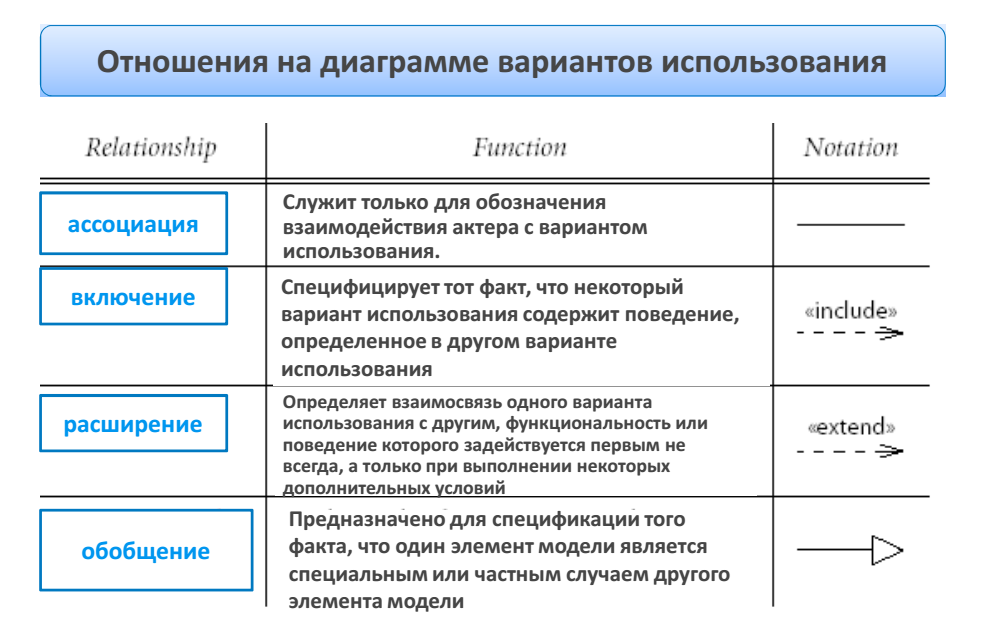 Отношения на диаграмме вариантов использования
Relationship
Function
Notation
ассоциация
Служит только для обозначения
взаимодействия актера с вариантом
использования.
включение
Специфицирует тот факт, что некоторый
вариант использования содержит поведение,
определенное в другом варианте
использования
«include»
расширение
Определяет взаимосвязь одного варианта
использования с другим, функциональность или
поведение которого задействуется первым не
всегда, а только при выполнении некоторых
дополнительных условий
«extend»
обобщение
Предназначено для спецификации того
факта, что один элемент модели является
специальным или частным случаем другого
элемента модели